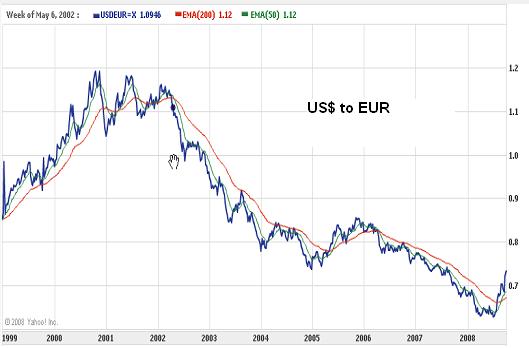 Week of May 6, 2002 : USDEUR=X 1.0946 EMA(200) 1.12 EMA(50) 1.12
US$ to EUR
1.2
1.1
1.0
0.9
0.8
0.7
© 2008 Yahoo! Inc.
1999 2000 2001 2002 2003 2004 2005 2006 2007 2008